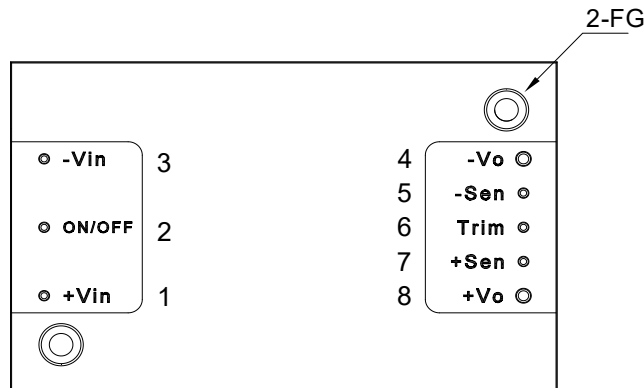 2-FG
-Vin 3
ON/OFF 2
+Vin 1
4 -Vo
5 -Sen
6 Trim
7 +Sen
8 +Vo